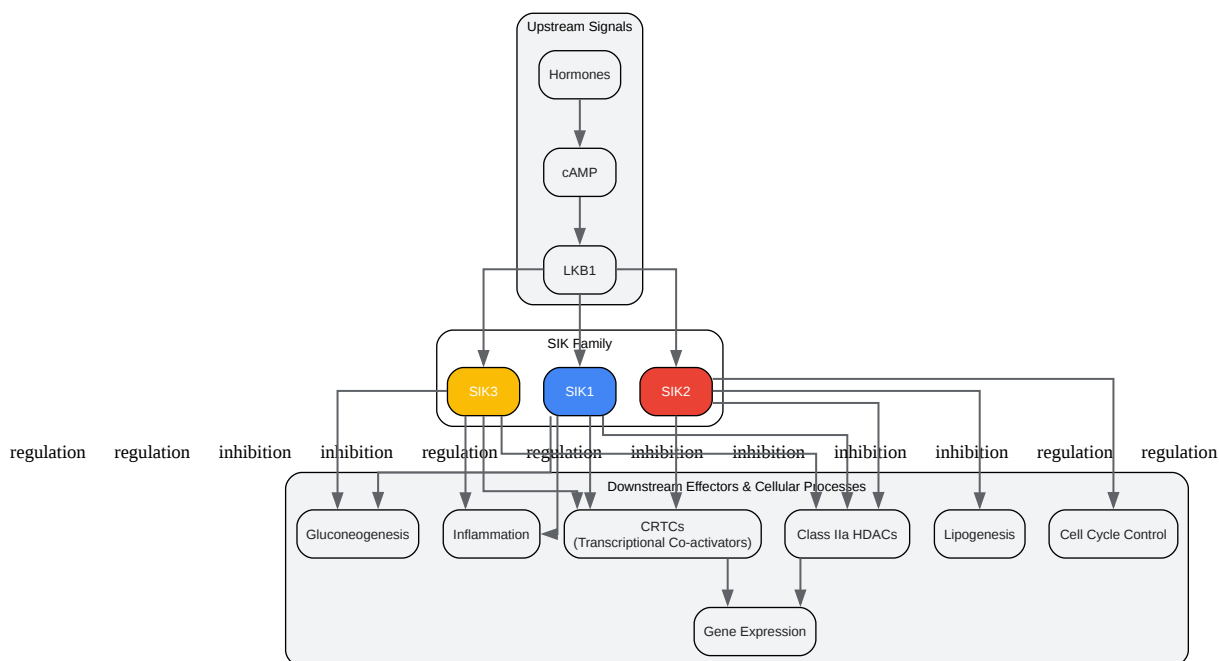 Upstream Signals
Hormones
cAMP
LKB1
SIK Family
SIK3
SIK1
SIK2
regulation
regulation
inhibition
inhibition
regulation
regulation
inhibition
inhibition
inhibition
inhibition
regulation
regulation
Downstream Effectors & Cellular Processes
Gluconeogenesis
Inflammation
CRTCs
(Transcriptional Co-activators)
Class IIa HDACs
Lipogenesis
Cell Cycle Control
Gene Expression